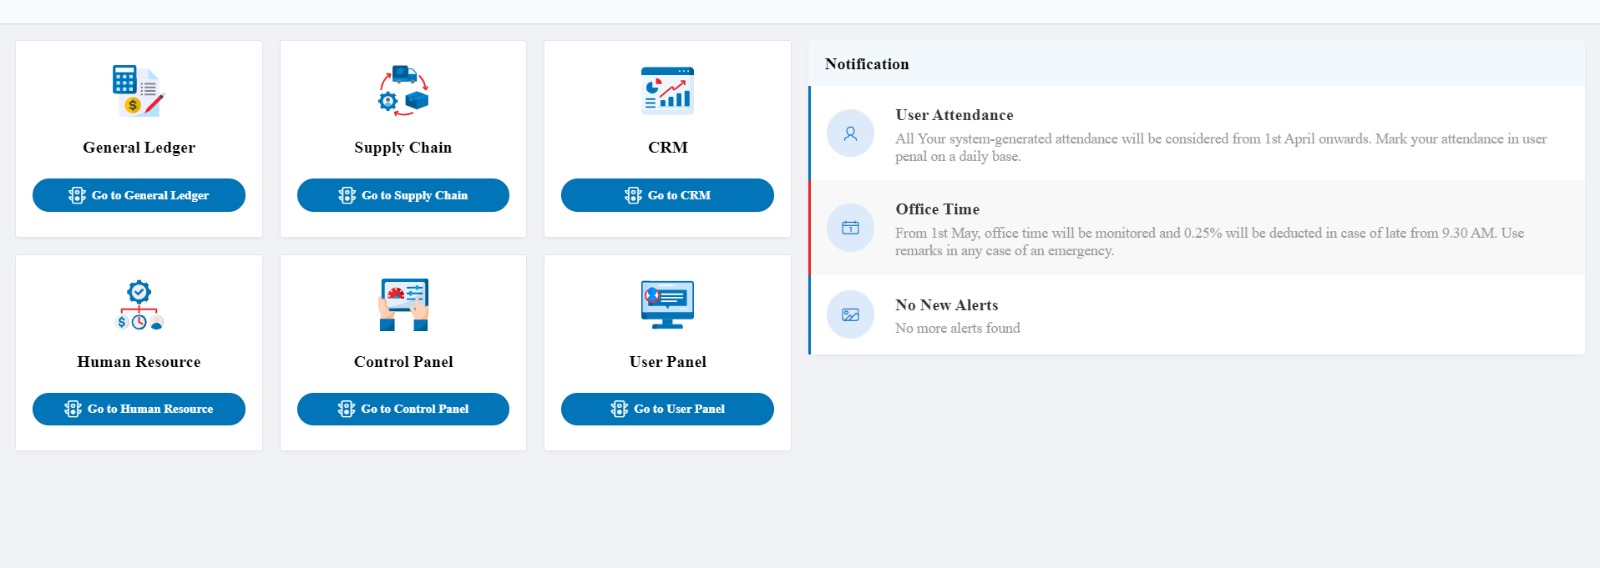 General Ledger
Go to General Ledger
Supply Chain
Go to Supply Chain
CRM
Go to CRM
Human Resource
Go to Human Resource
Control Panel
Go to Control Panel
User Panel
Go to User Panel
Notification
User Attendance
All Your system-generated attendance will be considered from 1st April onwards. Mark your attendance in user
penal on a daily base.
Office Time
From 1st May, office time will be monitored and 0.25% will be deducted in case of late from 9.30 AM. Use
remarks in any case of an emergency.
No New Alerts
No more alerts found